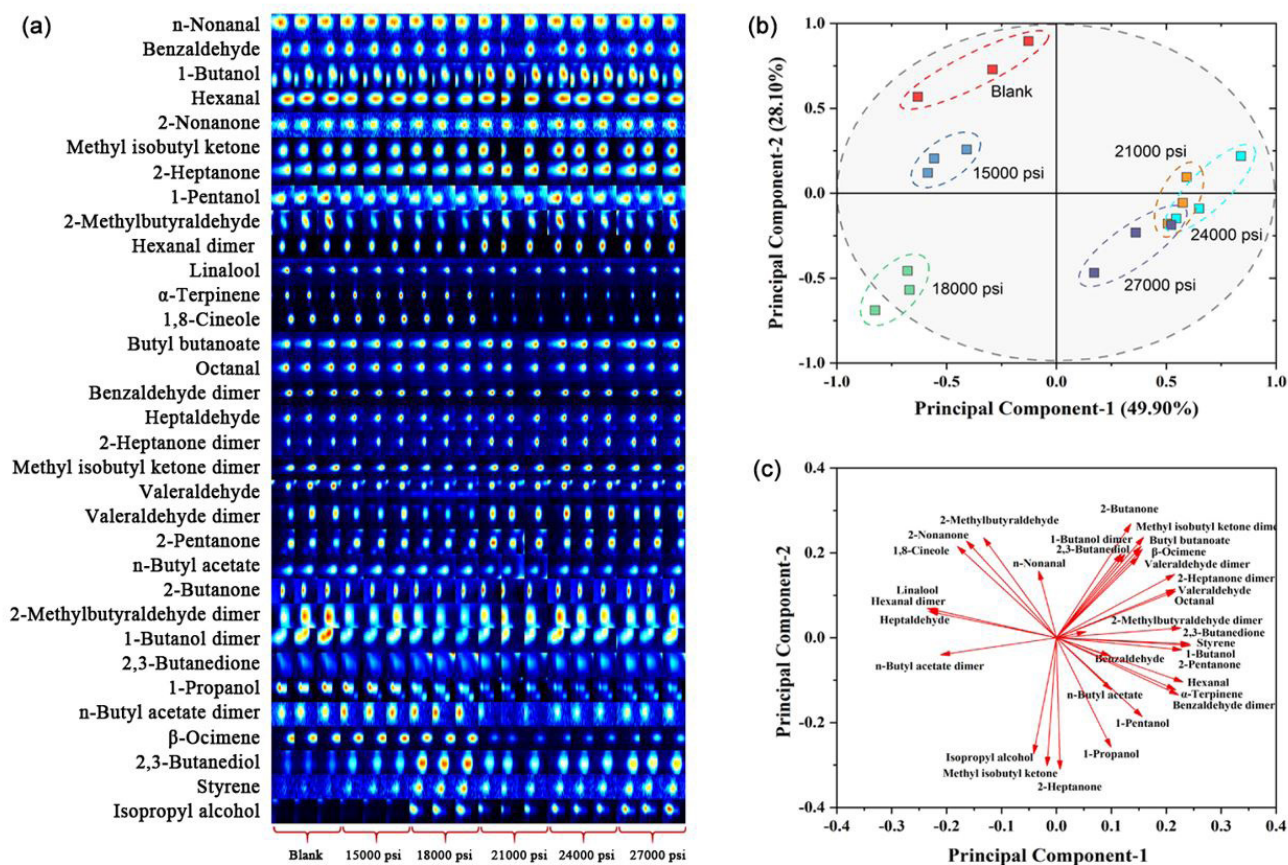 (a)
n-Nonanal
Benzaldehyde
1-Butanol
Hexanal
2-Nonanone
Methyl isobutyl ketone
2-Heptanone
1-Pentanol
2-Methylbutyraldehyde
Hexanal dimer
Linalool
α-Terpinene
1,8-Cineole
Butyl butanoate
Octanal
Benzaldehyde dimer
Heptaldehyde
2-Heptanone dimer
Methyl isobutyl ketone dimer
Valeraldehyde
Valeraldehyde dimer
2-Pentanone
n-Butyl acetate
2-Butanone
2-Methylbutyraldehyde dimer
1-Butanol dimer
2,3-Butanedione
1-Propanol
n-Butyl acetate dimer
β-Ocimene
2,3-Butanediol
Styrene
Isopropyl alcohol
Blank 15000 psi 18000 psi 21000 psi 24000 psi 27000 psi
(b)
Principal Component-2 (28.10%)
1.0
0.5
0.0
-0.5
-1.0
Blank
15000 psi
21000 psi
24000 psi
18000 psi
27000 psi
-1.0 -0.5 0.0 0.5 1.0
Principal Component-1 (49.90%)
(c)
Principal Component-2
0.4
0.2
0.0
-0.2
-0.4
2-Butanone
2-Methylbutyraldehyde
Methyl isobutyl ketone dime
2-Nonanone
1-Butanol dimer
Butyl butanoate
1,8-Cineole
2,3-Butanediol
β-Ocimene
n-Nonanal
Valeraldehyde dimer
2-Heptanone dimer
Linalool
Valeraldehyde
Hexanal dimer
Octanal
Heptaldehyde
2-Methylbutyraldehyde dimer
2,3-Butanedione
Styrene
1-Butanol
Benzaldehyde
2-Pentanone
n-Butyl acetate dimer
Hexanal
n-Butyl acetate
α-Terpinene
Benzaldehyde dimer
1-Pentanol
Isopropyl alcohol
1-Propanol
Methyl isobutyl ketone
2-Heptanone
-0.4 -0.3 -0.2 -0.1 0.0 0.1 0.2 0.3 0.4
Principal Component-1